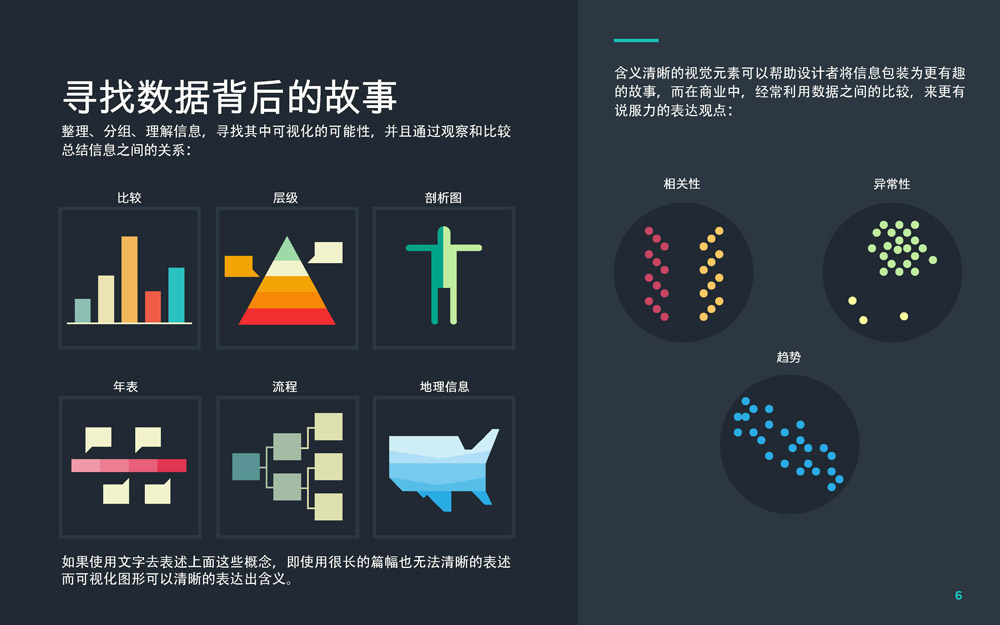 寻找数据背后的故事
整理、分组、理解信息，寻找其中可视化的可能性，并且通过观察和比较
总结信息之间的关系：
比较
层级
剖析图
年表
流程
地理信息
如果使用文字去表述上面这些概念，即使用很长的篇幅也无法清晰的表述
而可视化图形可以清晰的表达出含义。
含义清晰的视觉元素可以帮助设计者将信息包装为更有趣
的故事，而在商业中，经常利用数据之间的比较，来更有
说服力的表达观点：
相关性
异常性
趋势
6